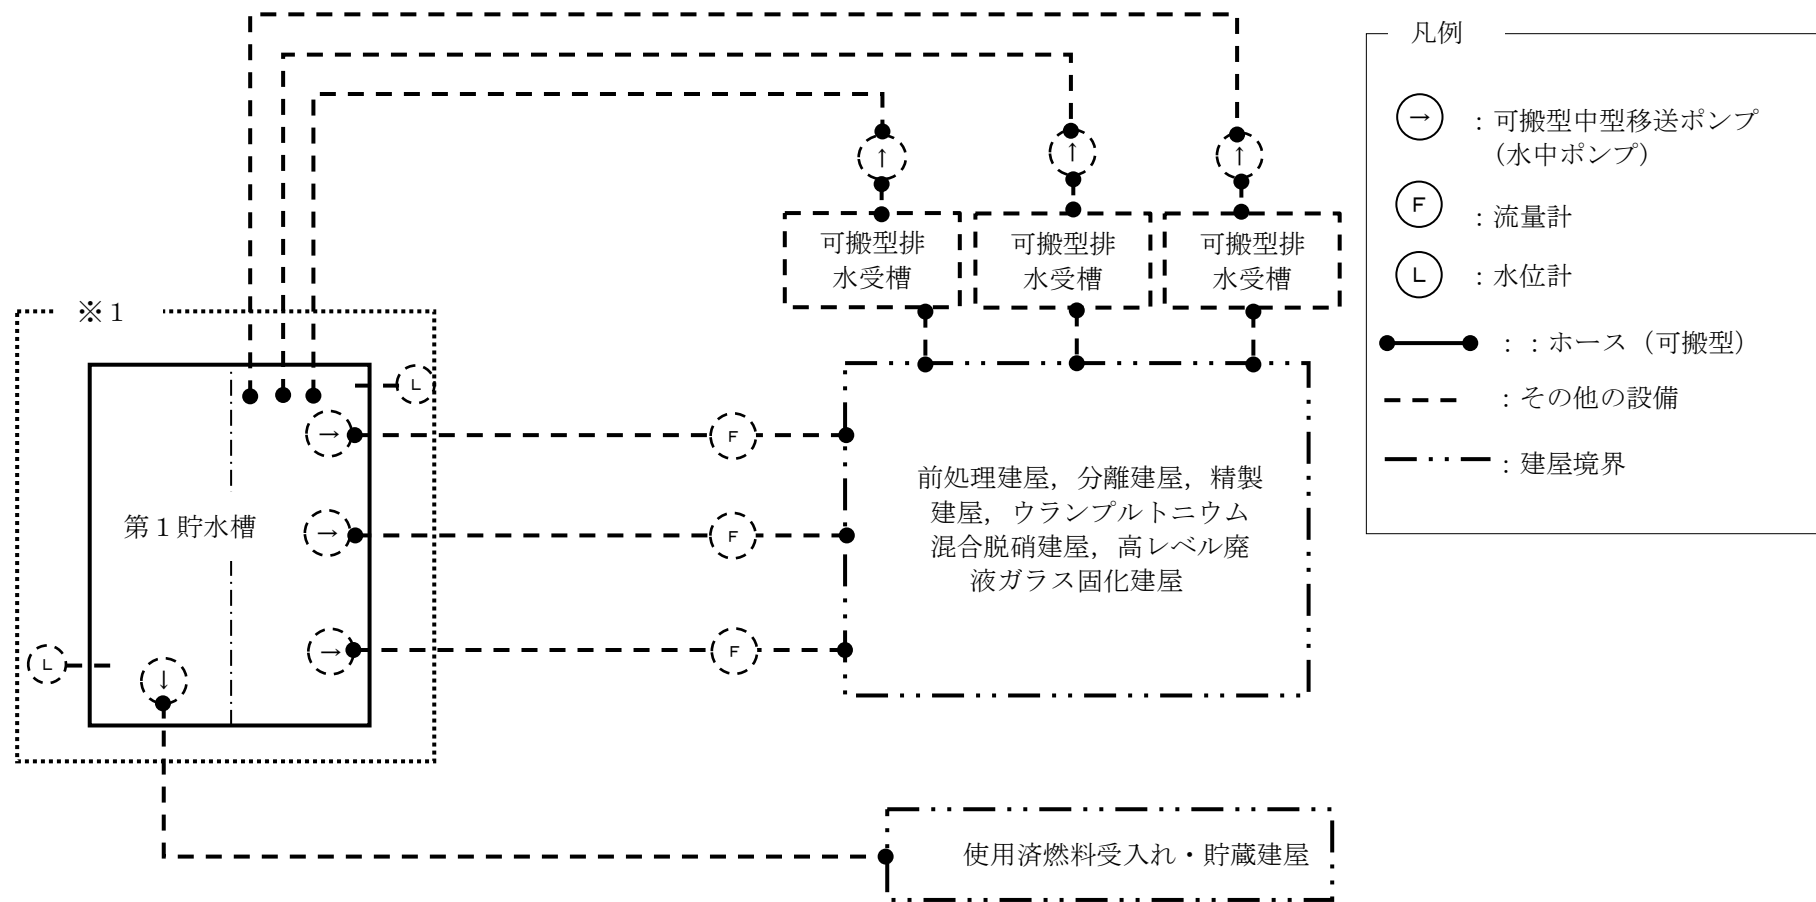 凡例
→ ：可搬型中型移送ポンプ
（水中ポンプ）
F ：流量計
L ：水位計
：：ホース（可搬型）
：その他の設備
：建屋境界
↑ ↑ ↑
可搬型排
水受槽
可搬型排
水受槽
可搬型排
水受槽
※１
L
→ F
→ F
→ F
第１貯水槽
L
↓
前処理建屋，分離建屋，精製
建屋，ウランプルトニウム
混合脱硝建屋，高レベル廃
液ガラス固化建屋
使用済燃料受入れ・貯蔵建屋